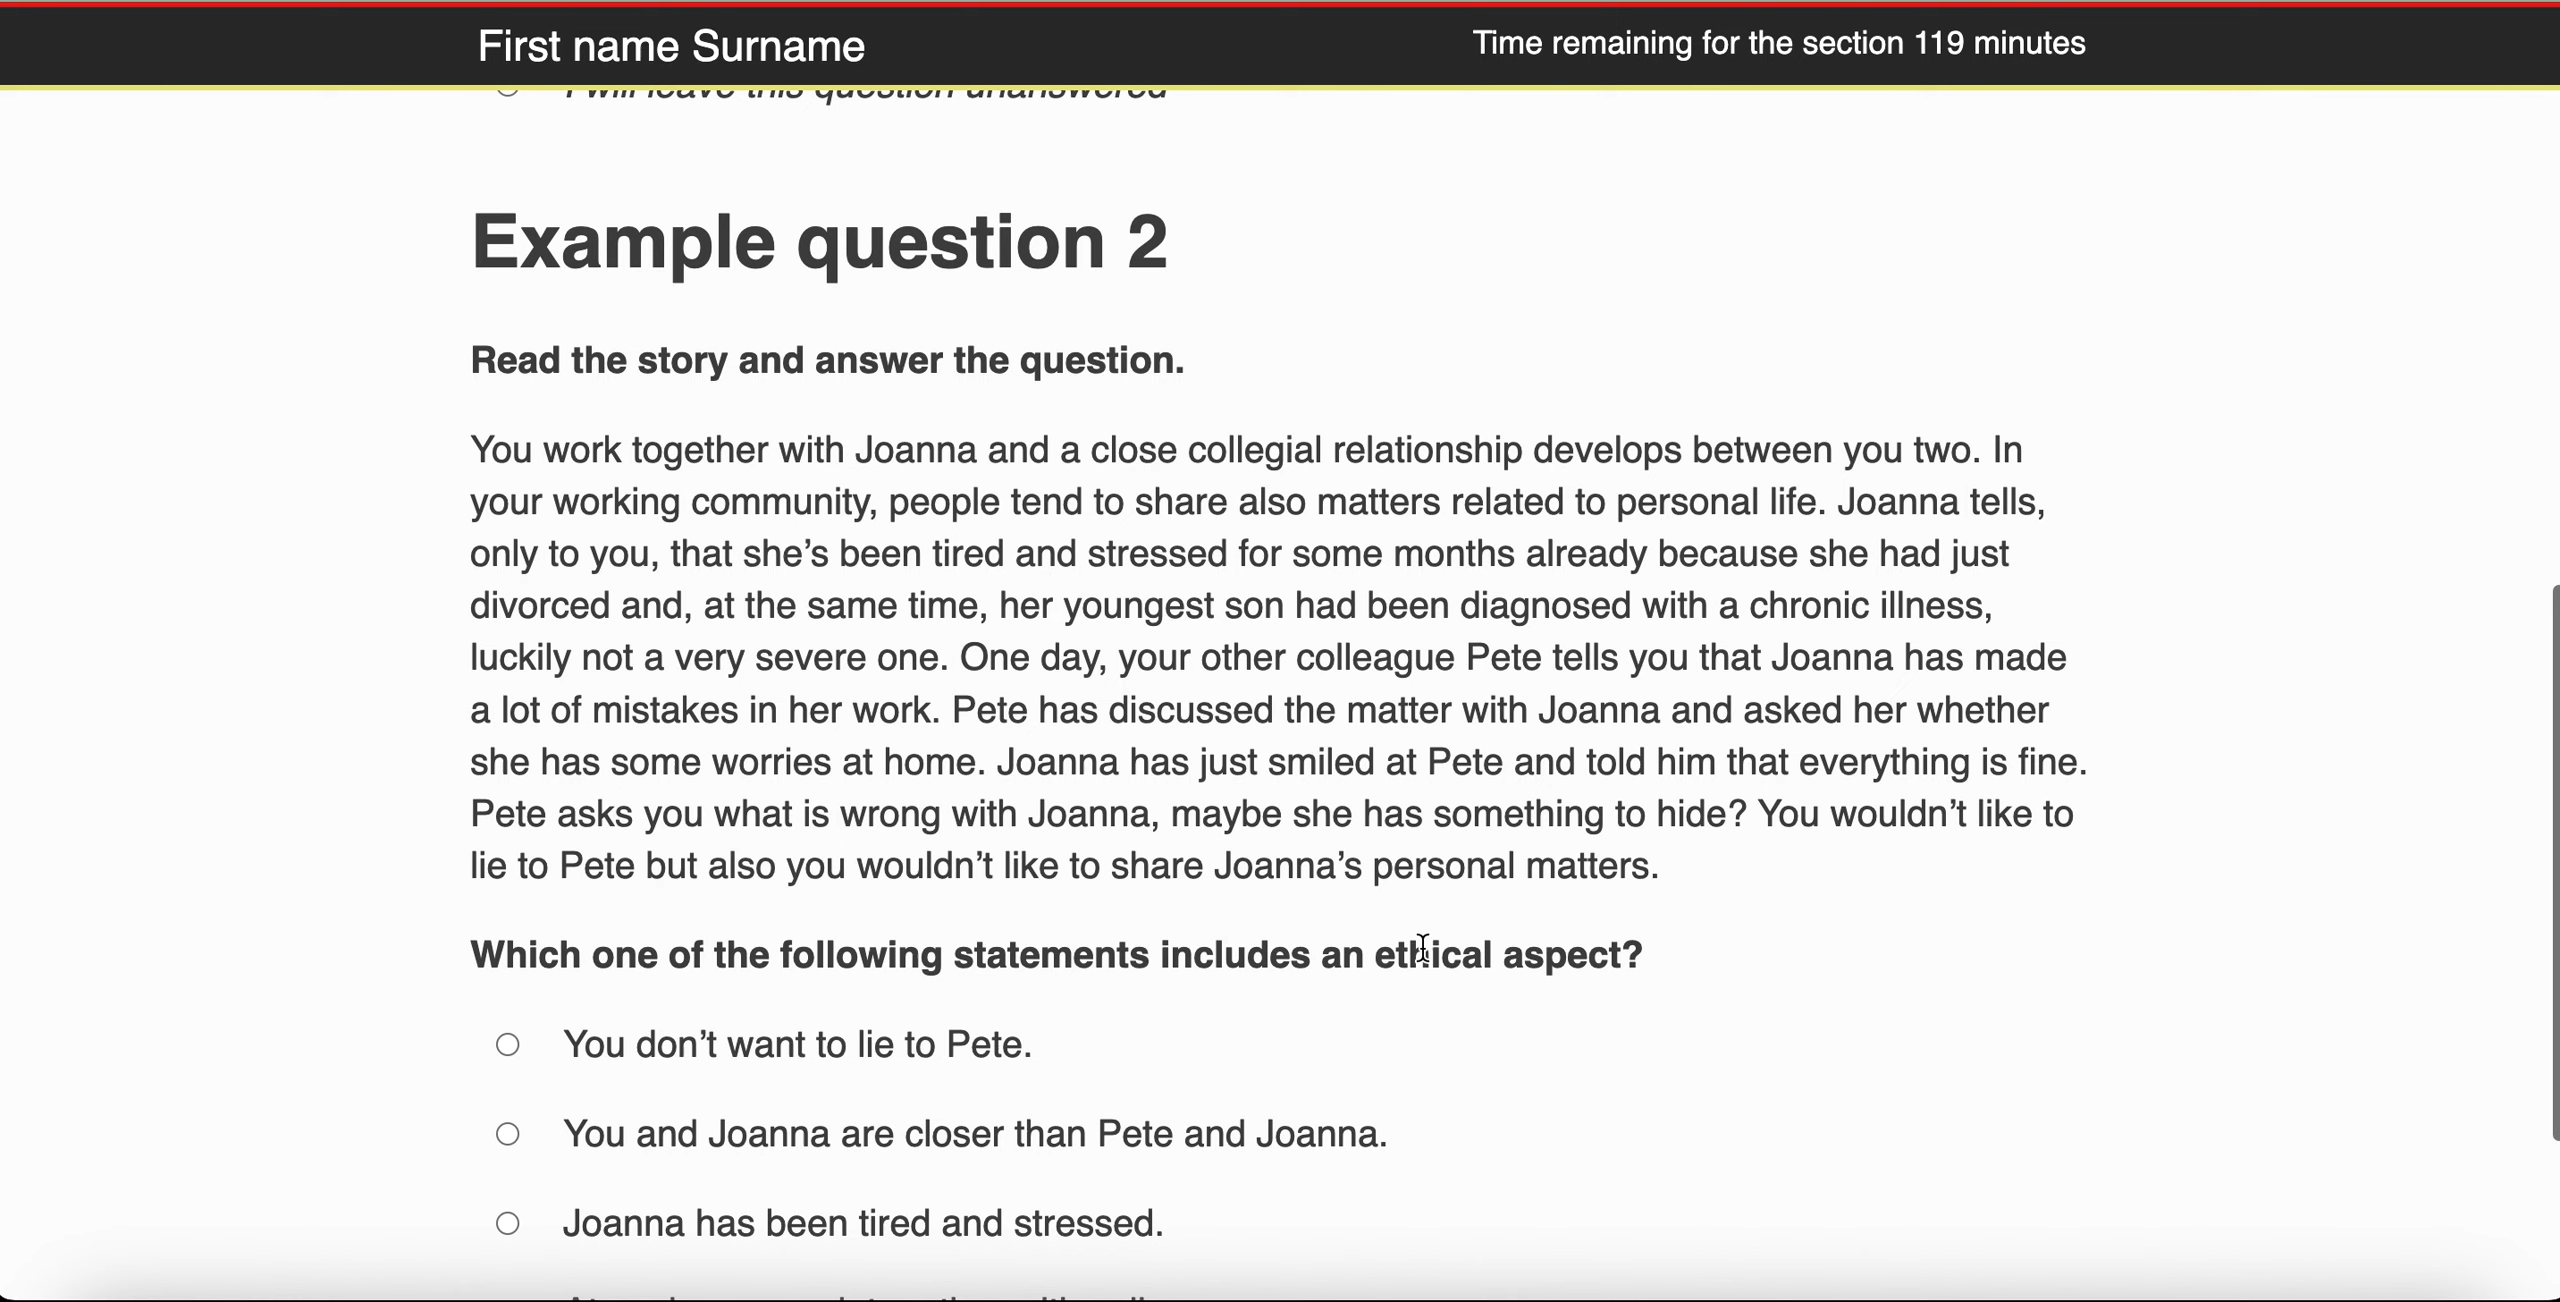 First name Surname
Time remaining for the section 119 minutes
I will leave this question unanswered
Example question 2
Read the story and answer the question.
You work together with Joanna and a close collegial relationship develops between you two. In
your working community, people tend to share also matters related to personal life. Joanna tells,
only to you, that she’s been tired and stressed for some months already because she had just
divorced and, at the same time, her youngest son had been diagnosed with a chronic illness,
luckily not a very severe one. One day, your other colleague Pete tells you that Joanna has made
a lot of mistakes in her work. Pete has discussed the matter with Joanna and asked her whether
she has some worries at home. Joanna has just smiled at Pete and told him that everything is fine.
Pete asks you what is wrong with Joanna, maybe she has something to hide? You wouldn’t like to
lie to Pete but also you wouldn’t like to share Joanna’s personal matters.
Which one of the following statements includes an ethical aspect?
You don’t want to lie to Pete.
You and Joanna are closer than Pete and Joanna.
Joanna has been tired and stressed.